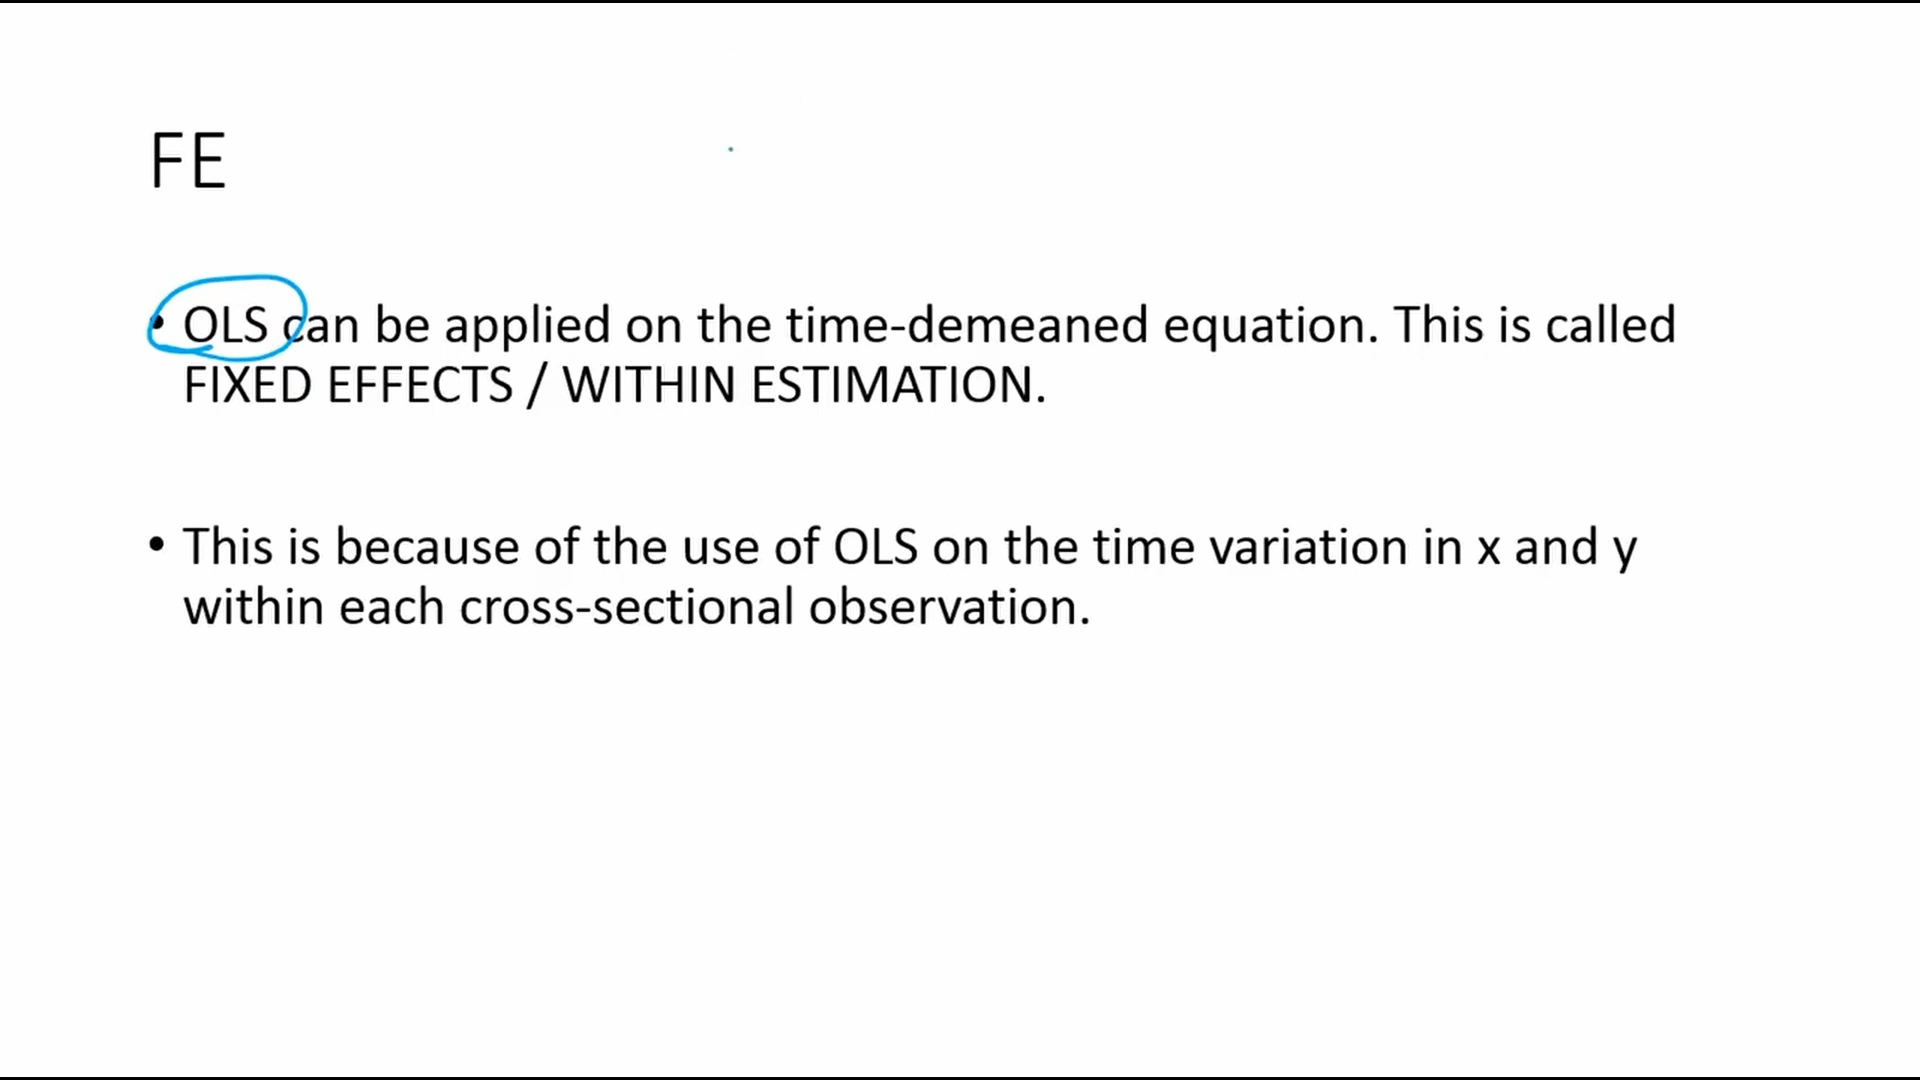 FE
• OLS can be applied on the time-demeaned equation. This is called
FIXED EFFECTS / WITHIN ESTIMATION.
• This is because of the use of OLS on the time variation in x and y
within each cross-sectional observation.